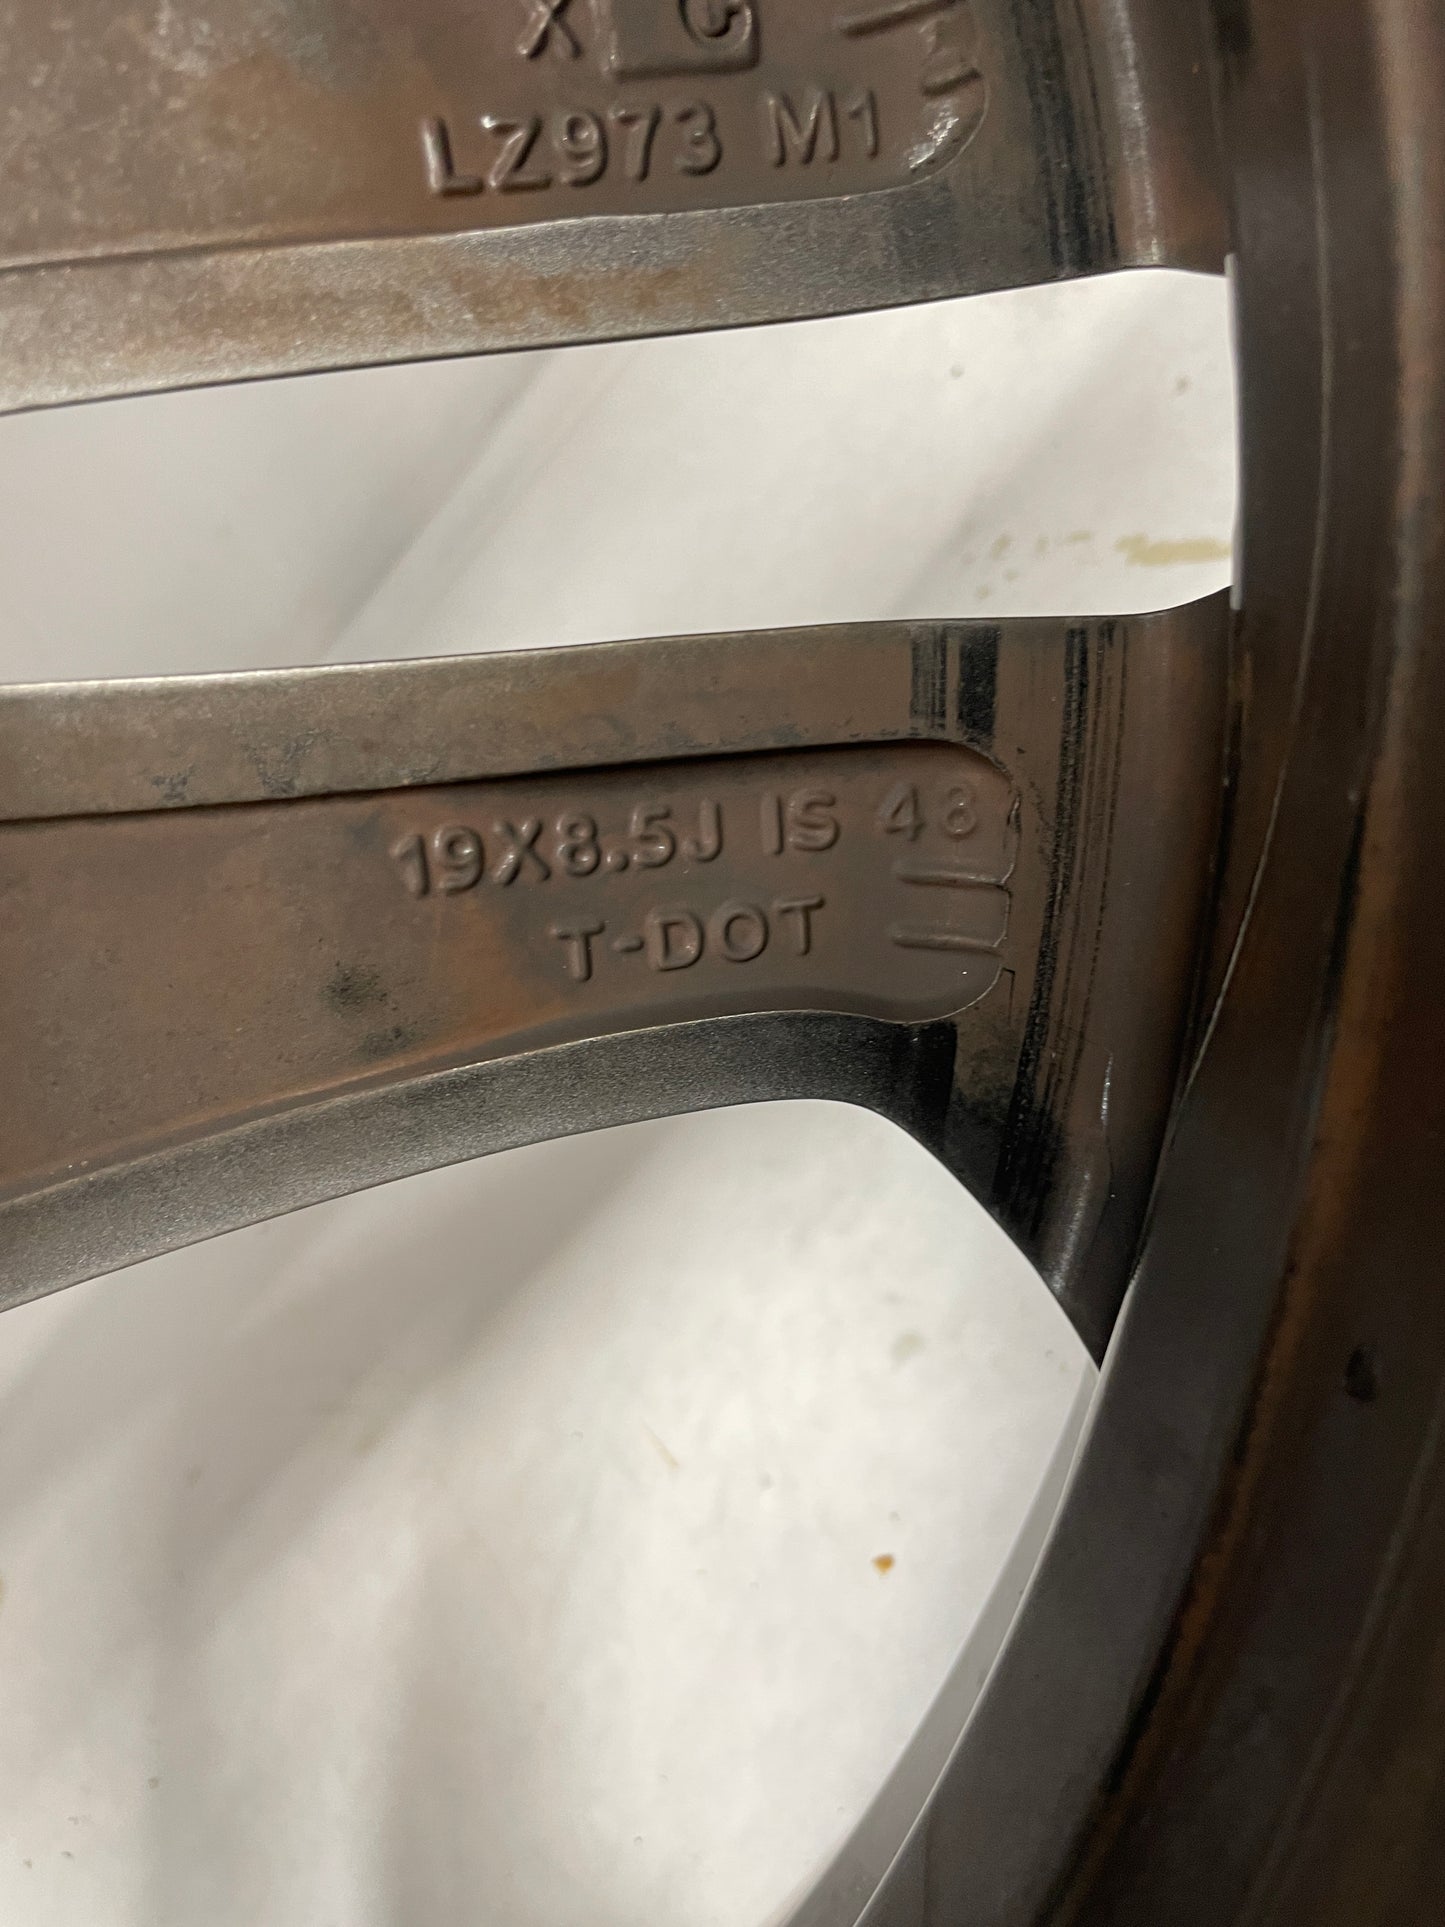 X G
LZ973 M1
19X8.5J IS 48
T-DOT